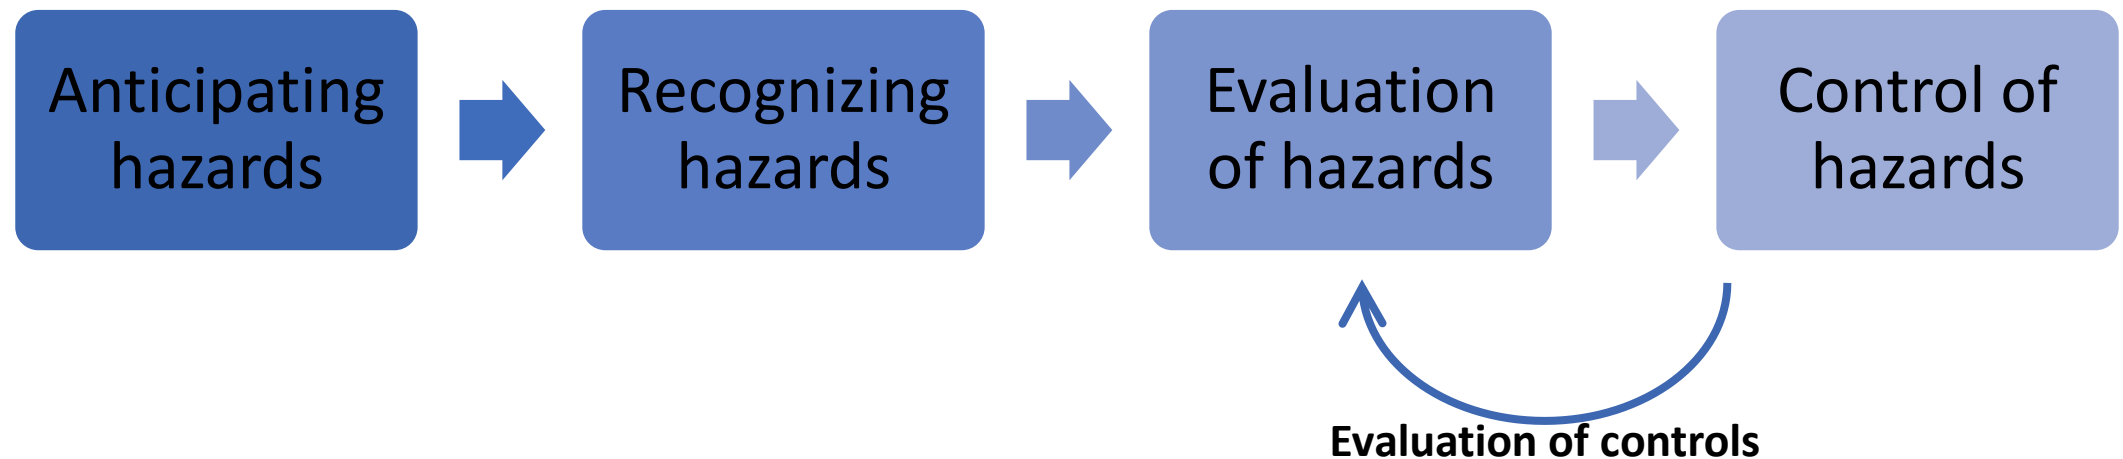 Anticipating
hazards
Recognizing
hazards
Evaluation
of hazards
Control of
hazards
Evaluation of controls